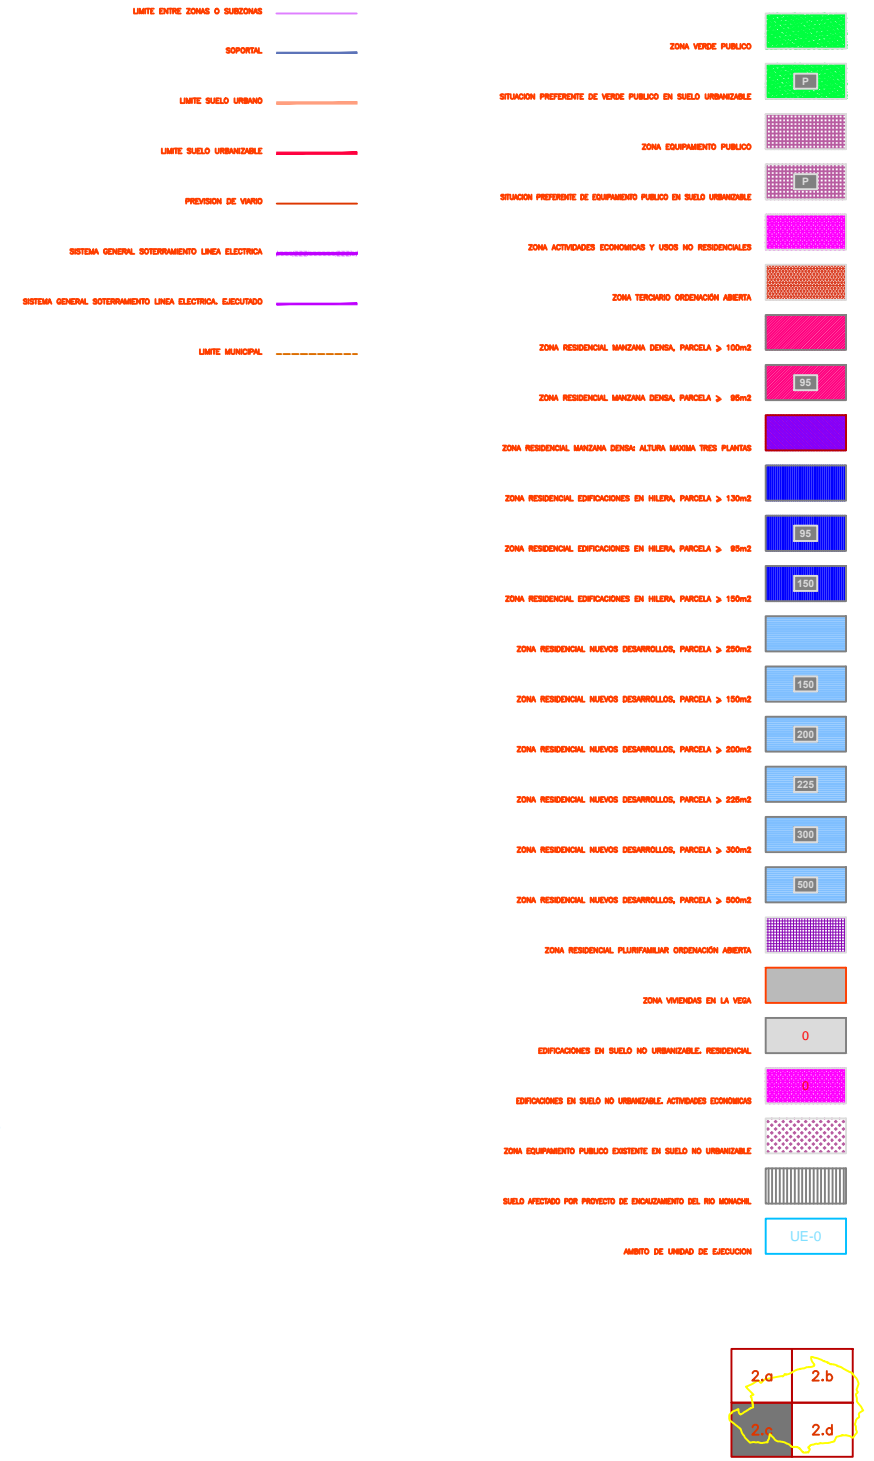 LIMITE ENTRE ZONAS O SUBZONAS
SOPORTAL
LIMITE SUELO URBANO
LIMITE SUELO URBANIZABLE
PREVISION DE VIARIO
SISTEMA GENERAL SOTERRAMIENTO LINEA ELECTRICA
SISTEMA GENERAL SOTERRAMIENTO LINEA ELECTRICA. EJECUTADO
LIMITE MUNICIPAL
ZONA VERDE PUBLICO
P
SITUACION PREFERENTE DE VERDE PUBLICO EN SUELO URBANIZABLE
ZONA EQUIPAMIENTO PUBLICO
P
SITUACION PREFERENTE DE EQUIPAMIENTO PUBLICO EN SUELO URBANIZABLE
ZONA ACTIVIDADES ECONOMICAS Y USOS NO RESIDENCIALES
ZONA TERCIARIO ORDENACIÓN ABIERTA
ZONA RESIDENCIAL MANZANA DENSA, PARCELA ≥ 100m2
95
ZONA RESIDENCIAL MANZANA DENSA, PARCELA ≥ 95m2
ZONA RESIDENCIAL MANZANA DENSA: ALTURA MAXIMA TRES PLANTAS
ZONA RESIDENCIAL EDIFICACIONES EN HILERA, PARCELA ≥ 130m2
95
ZONA RESIDENCIAL EDIFICACIONES EN HILERA, PARCELA ≥ 95m2
150
ZONA RESIDENCIAL EDIFICACIONES EN HILERA, PARCELA ≥ 150m2
ZONA RESIDENCIAL NUEVOS DESARROLLOS, PARCELA ≥ 250m2
150
ZONA RESIDENCIAL NUEVOS DESARROLLOS, PARCELA ≥ 150m2
200
ZONA RESIDENCIAL NUEVOS DESARROLLOS, PARCELA ≥ 200m2
225
ZONA RESIDENCIAL NUEVOS DESARROLLOS, PARCELA ≥ 225m2
300
ZONA RESIDENCIAL NUEVOS DESARROLLOS, PARCELA ≥ 300m2
500
ZONA RESIDENCIAL NUEVOS DESARROLLOS, PARCELA ≥ 500m2
ZONA RESIDENCIAL PLURIFAMILIAR ORDENACIÓN ABIERTA
ZONA VIVIENDAS EN LA VEGA
0
EDIFICACIONES EN SUELO NO URBANIZABLE. RESIDENCIAL
0
EDIFICACIONES EN SUELO NO URBANIZABLE. ACTIVIDADES ECONOMICAS
ZONA EQUIPAMIENTO PUBLICO EXISTENTE EN SUELO NO URBANIZABLE
SUELO AFECTADO POR PROYECTO DE ENCAUZAMIENTO DEL RIO MONACHIL
UE-0
AMBITO DE UNIDAD DE EJECUCION
2.a 2.b
2.c 2.d